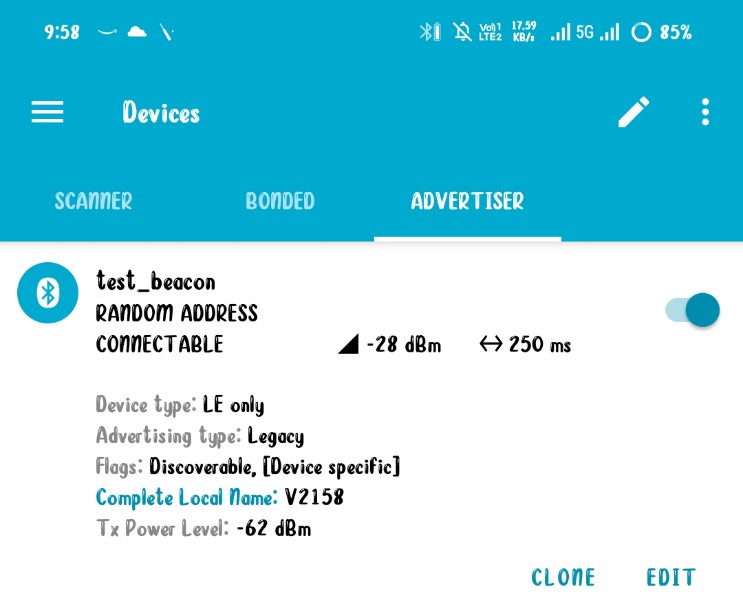 9:58 Vo)) 1 LTE2 17.59 KB/s 5G 85%
Devices
SCANNER BONDED ADVERTISER
test_beacon
RANDOM ADDRESS
CONNECTABLE -28 dBm 250 ms
Device type: LE only
Advertising type: Legacy
Flags: Discoverable, [Device specific]
Complete Local Name: V2158
Tx Power Level: -62 dBm
CLONE EDIT